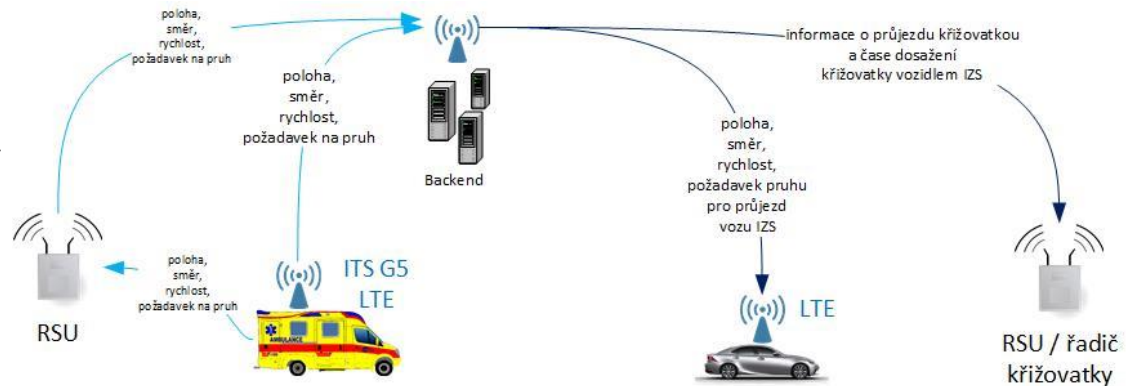 poloha,
směr,
rychlost,
požadavek na pruh
poloha,
směr,
rychlost,
požadavek na pruh
Backend
informace o průjezdu křižovatkou
a čase dosažení
křižovatky vozidlem IZS
poloha,
směr,
rychlost,
požadavek pruhu
pro průjezd
vozu IZS
RSU
poloha,
směr,
rychlost,
požadavek na pruh
ITS G5
LTE
AMBULANCE
LTE
RSU / řadič
křižovatky